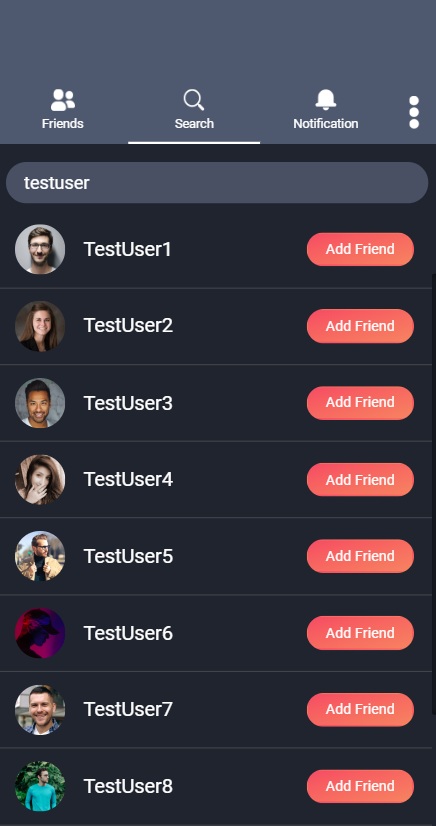 Friends
Search
Notification
testuser
TestUser1
Add Friend
TestUser2
Add Friend
TestUser3
Add Friend
TestUser4
Add Friend
TestUser5
Add Friend
TestUser6
Add Friend
TestUser7
Add Friend
TestUser8
Add Friend